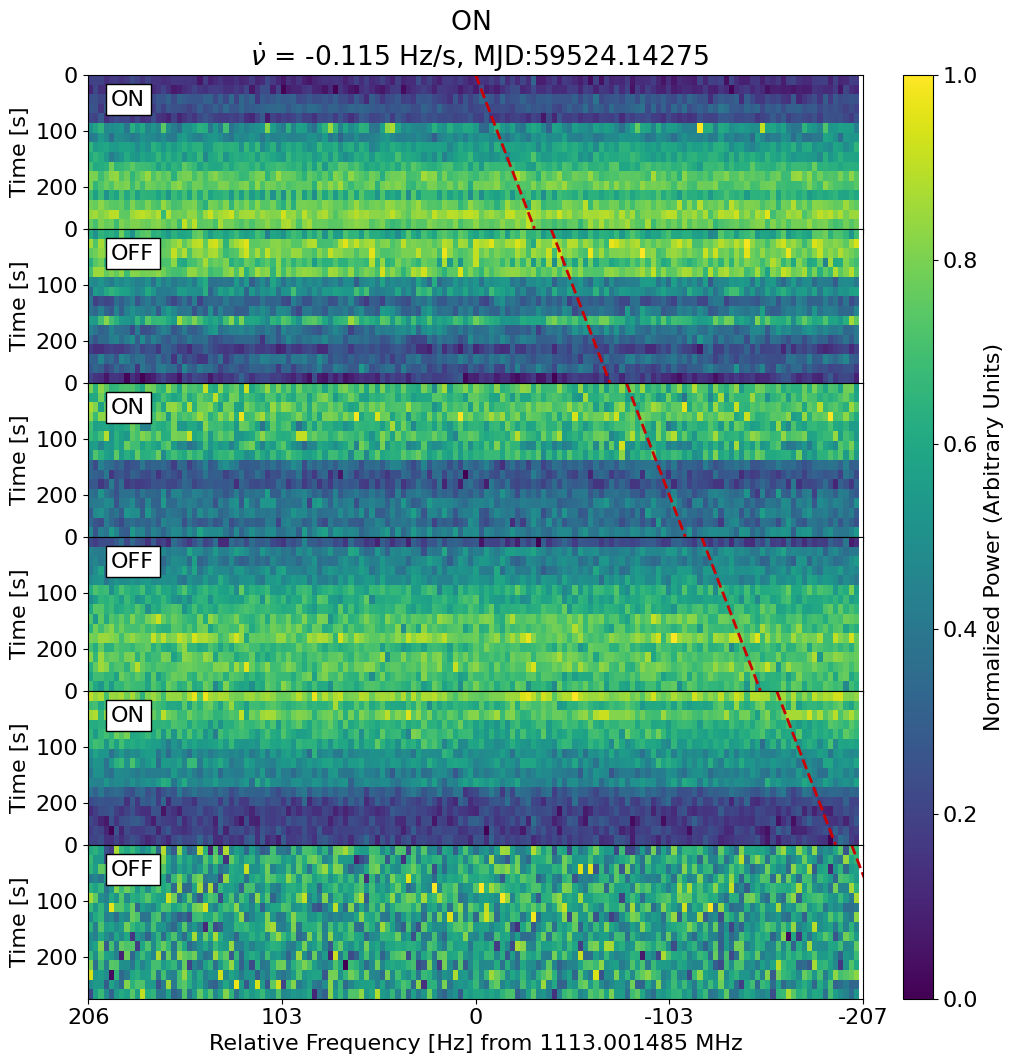 ON
ν̇ = -0.115 Hz/s, MJD:59524.14275
0
ON
100
200
Time [s]
0
OFF
100
200
Time [s]
0
ON
100
200
Time [s]
0
OFF
100
200
Time [s]
0
ON
100
200
Time [s]
0
OFF
100
200
Time [s]
206 103 0 -103 -207
Relative Frequency [Hz] from 1113.001485 MHz
1.0
0.8
0.6
0.4
0.2
0.0
Normalized Power (Arbitrary Units)